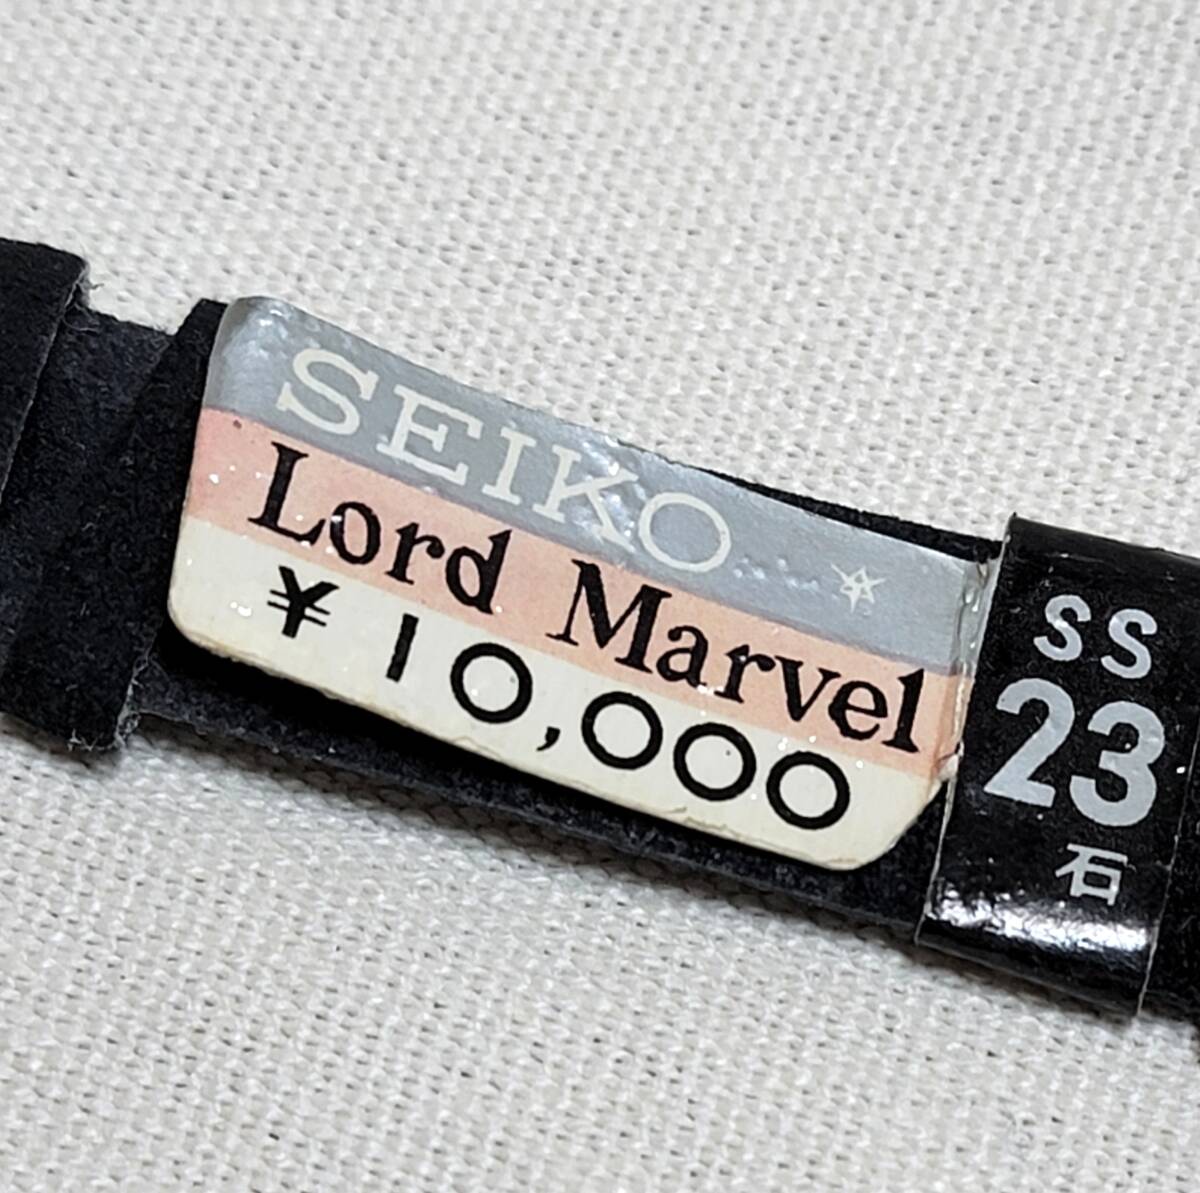 SEIKO
Lord Marvel
¥10,000
SS
23
石